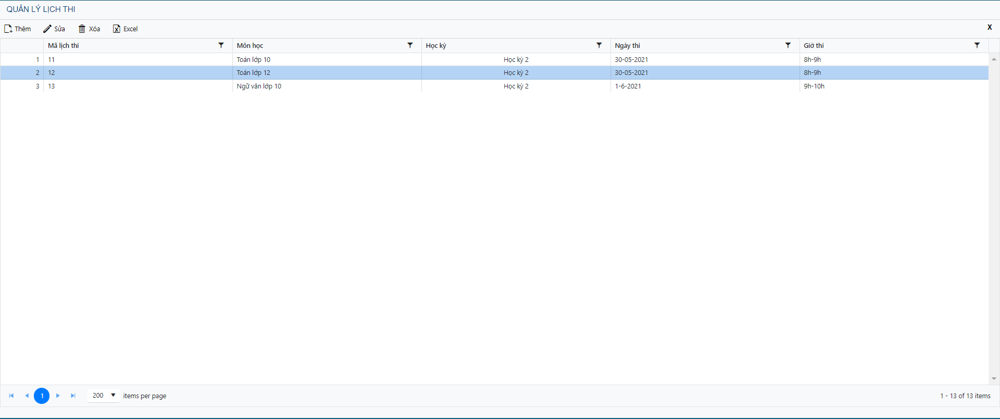 QUẢN LÝ LỊCH THI
Thêm Sửa Xóa Excel X
Mã lịch thi Môn học Học kỳ Ngày thi Giờ thi
1 11 Toán lớp 10 Học kỳ 2 30-05-2021 8h-9h
2 12 Toán lớp 12 Học kỳ 2 30-05-2021 8h-9h
3 13 Ngữ văn lớp 10 Học kỳ 2 1-6-2021 9h-10h
1 200 items per page 1 - 13 of 13 items